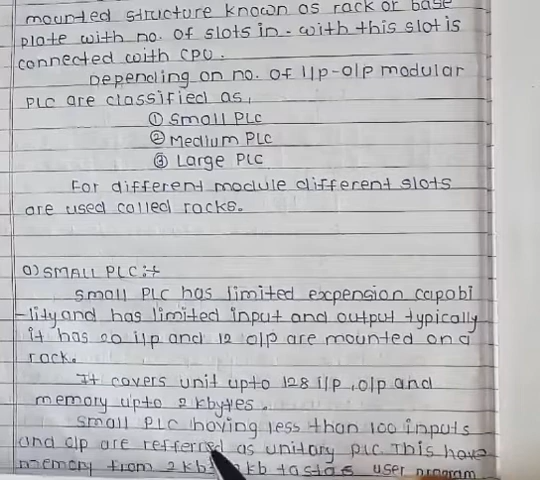 mounted structure known as rack or base
plate with no. of slots in - with this slot is
connected with CPU.
Depending on no. of I/p-o/p modular
PLC are classified as,
① Small PLC
② Medium PLC
③ Large PLC
For different module different slots
are used called racks.
a) SMALL PLC :+
Small PLC has limited expension capabi
-lity and has limited input and output typically
it has 20 i/p and 12 o/p are mounted on a
rack.
It covers unit upto 128 i/p, o/p and
memory upto 2 kbytes.
Small PLC having less than 100 inputs
and o/p are refferred as unitary PLC. This have
memory from 2kb user program